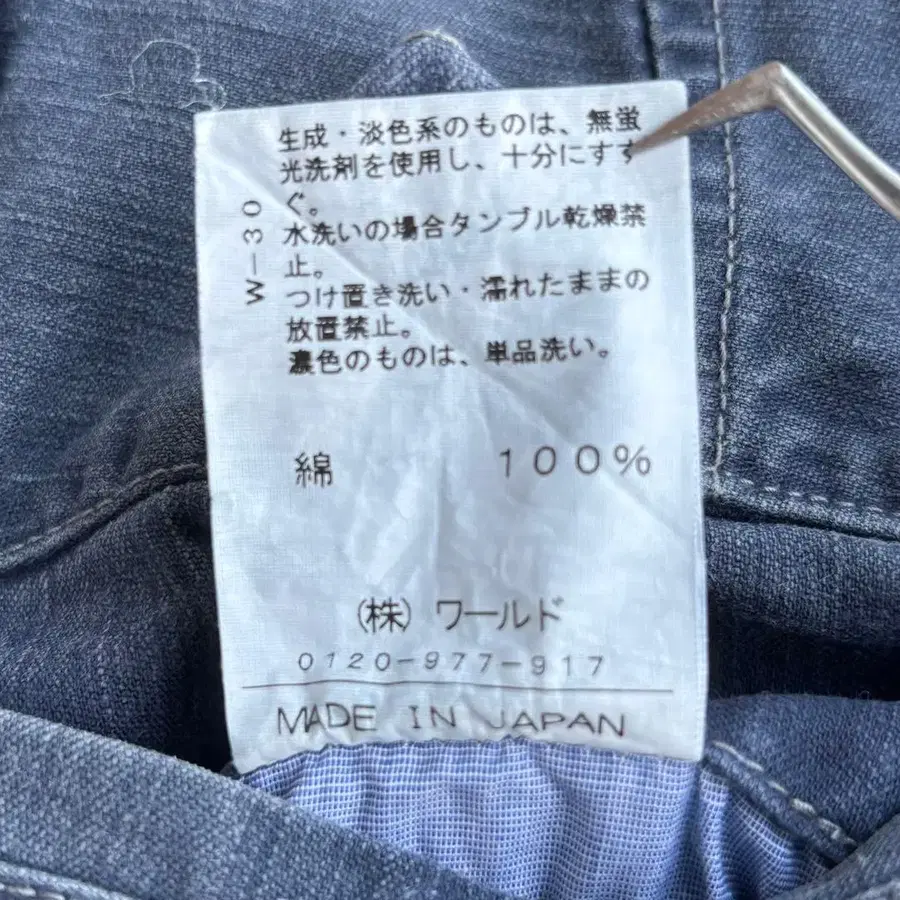 生成・淡色系のものは、無蛍
光洗剤を使用し、十分にすす
ぐ。
水洗いの場合タンブル乾燥禁
止。
つけ置き洗い・濡れたままの
放置禁止。
濃色のものは、単品洗い。
W-30
綿 100%
(株) ワールド
0120-977-917
MADE IN JAPAN